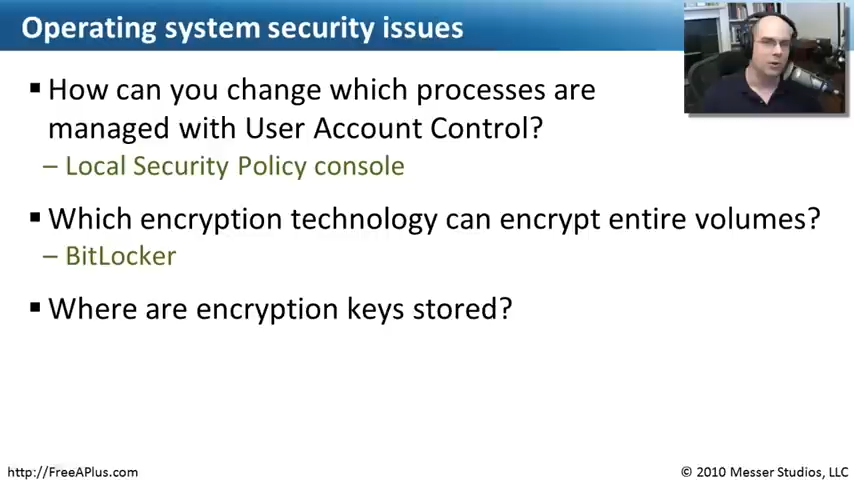 Operating system security issues
▪ How can you change which processes are
managed with User Account Control?
– Local Security Policy console
▪ Which encryption technology can encrypt entire volumes?
– BitLocker
▪ Where are encryption keys stored?
http://FreeAPlus.com
© 2010 Messer Studios, LLC